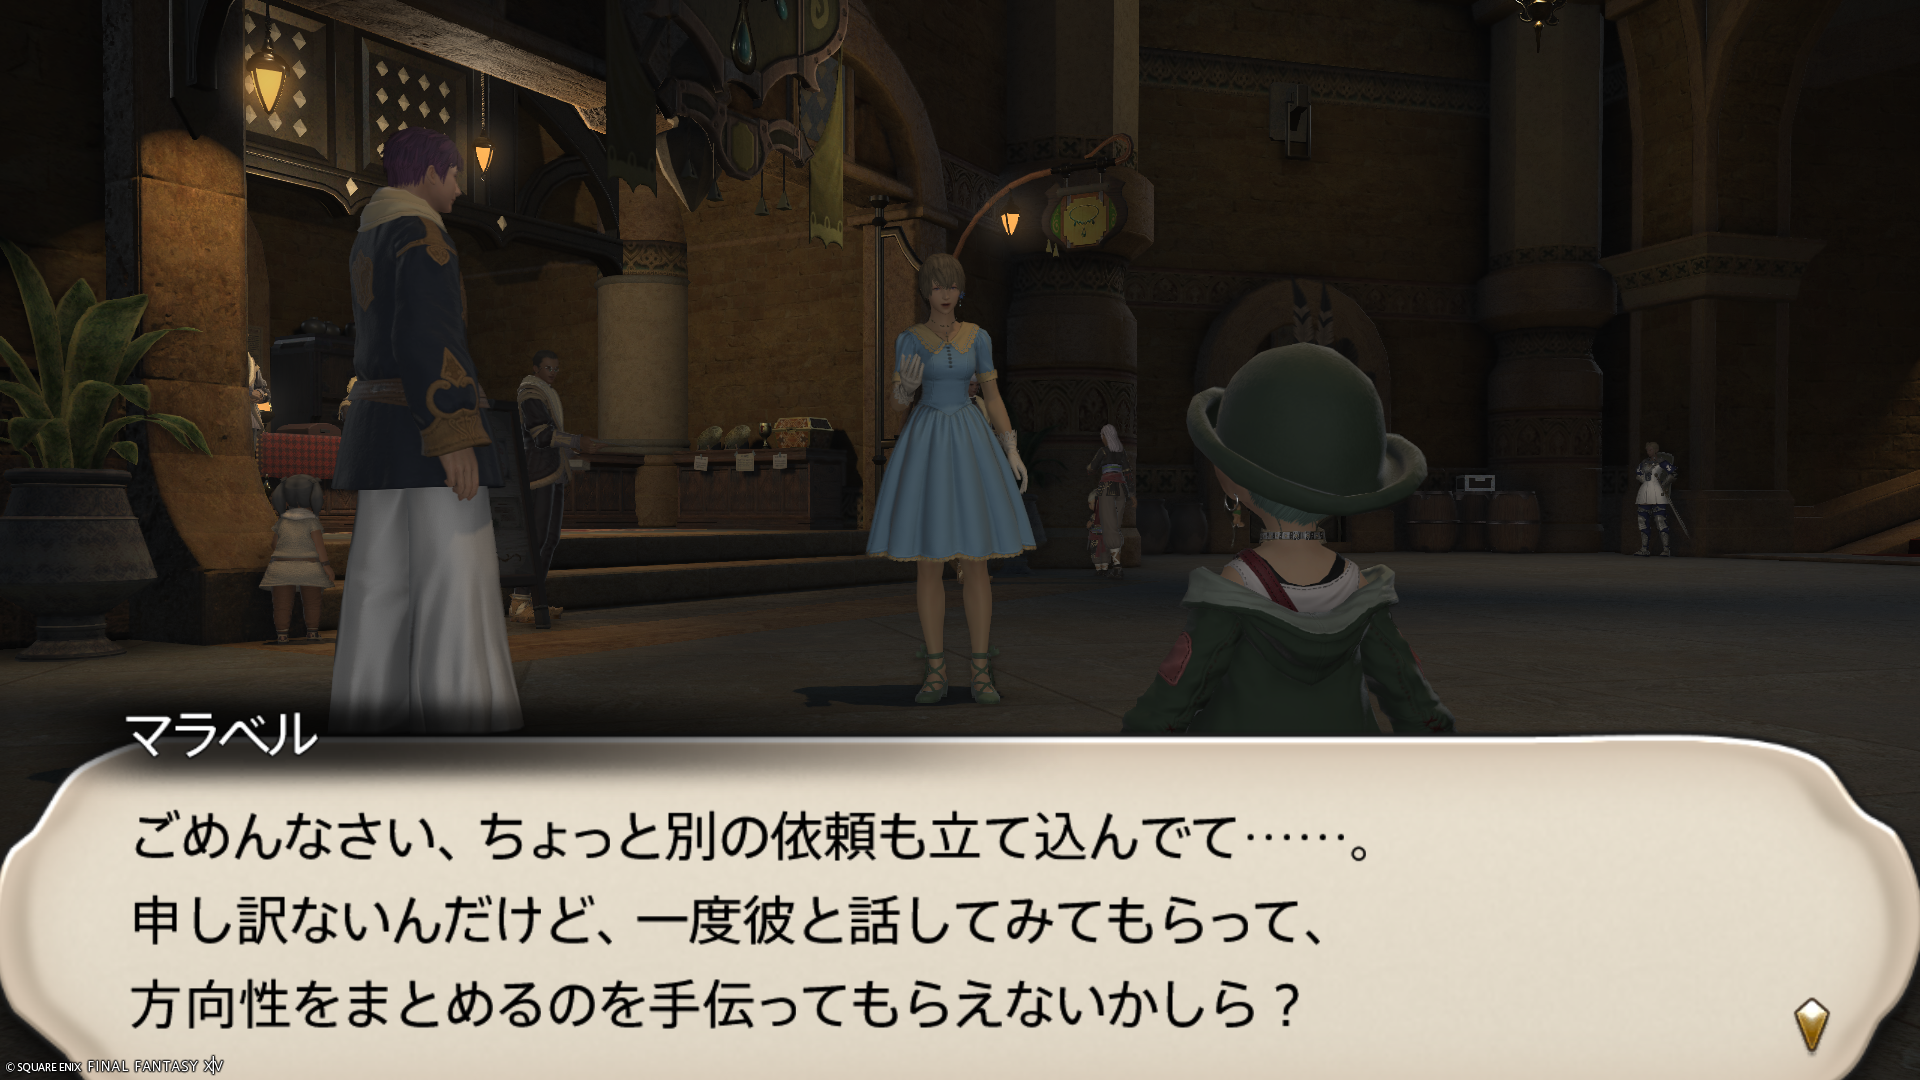 マラベル
ごめんなさい、ちょっと別の依頼も立て込んでて……。
申し訳ないんだけど、一度彼と話してみてもらって、
方向性をまとめるのを手伝ってもらえないかしら？
© SQUARE ENIX FINAL FANTASY XIV